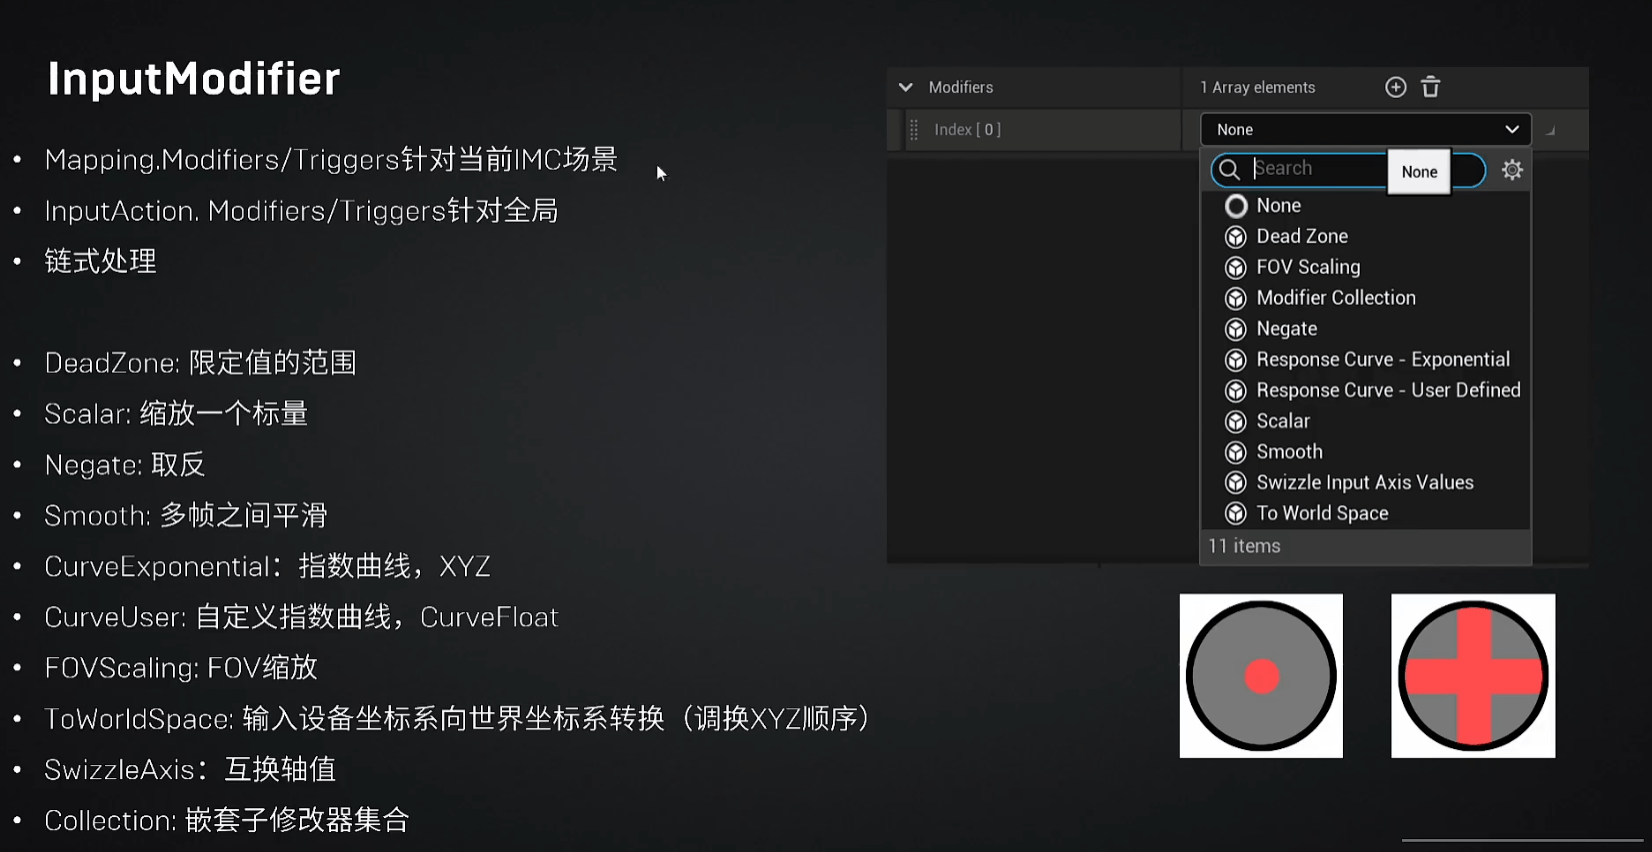 InputModifier
• Mapping.Modifiers/Triggers针对当前IMC场景
• InputAction. Modifiers/Triggers针对全局
• 链式处理
• DeadZone: 限定值的范围
• Scalar: 缩放一个标量
• Negate: 取反
• Smooth: 多帧之间平滑
• CurveExponential：指数曲线，XYZ
• CurveUser: 自定义指数曲线，CurveFloat
• FOVScaling: FOV缩放
• ToWorldSpace: 输入设备坐标系向世界坐标系转换（调换XYZ顺序）
• SwizzleAxis：互换轴值
• Collection: 嵌套子修改器集合
Modifiers 1 Array elements
Index [ 0 ] None
Search None
None
Dead Zone
FOV Scaling
Modifier Collection
Negate
Response Curve - Exponential
Response Curve - User Defined
Scalar
Smooth
Swizzle Input Axis Values
To World Space
11 items